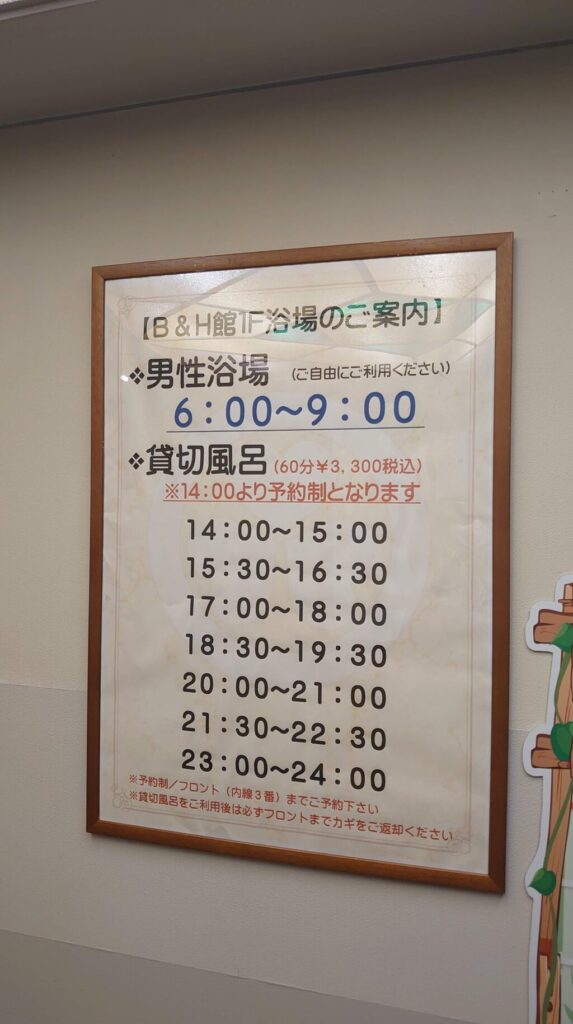 【B&H館1F浴場のご案内】
❖男性浴場 (ご自由にご利用ください)
6:00～9:00
❖貸切風呂(60分¥3,300税込)
※14:00より予約制となります
14:00～15:00
15:30～16:30
17:00～18:00
18:30～19:30
20:00～21:00
21:30～22:30
23:00～24:00
※予約制/フロント(内線3番)までご予約下さい
※貸切風呂をご利用後は必ずフロントまでカギをご返却ください